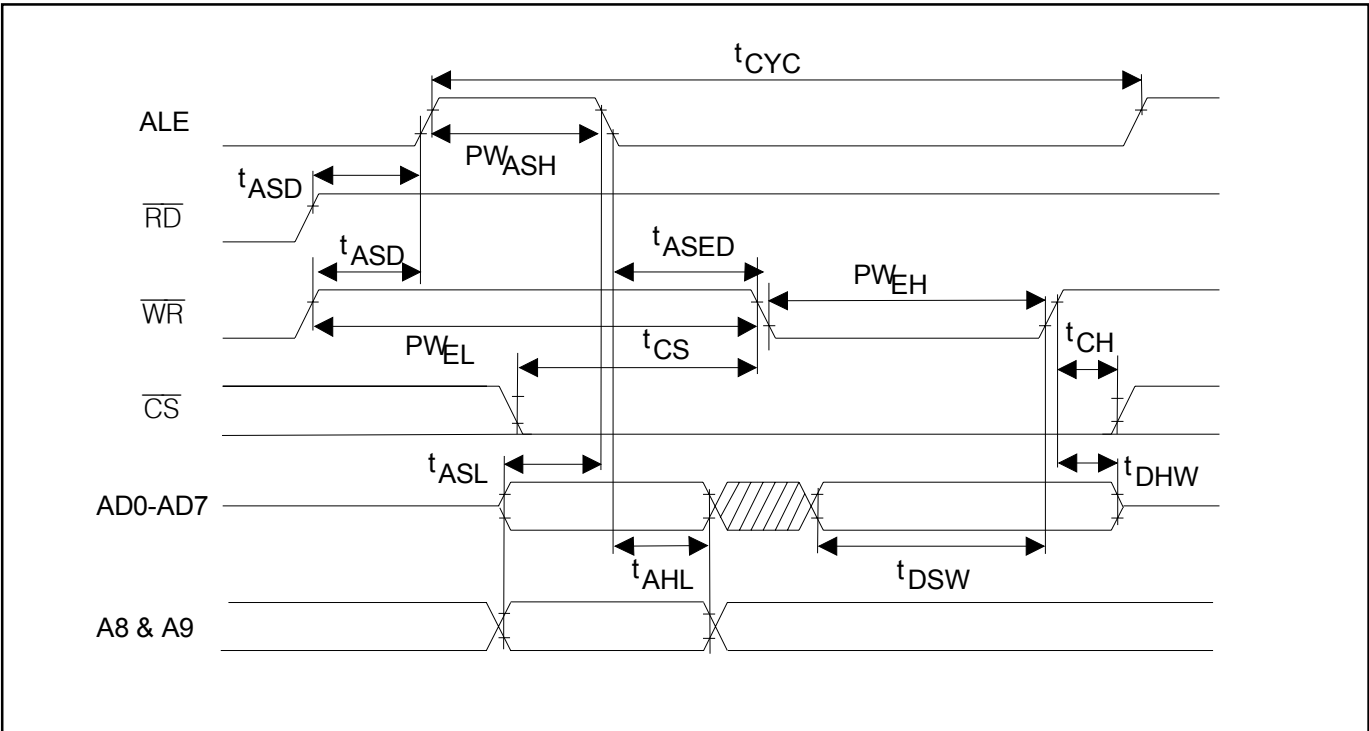 tCYC
ALE
PWASH
tASD
RD
tASD
tASED
PWEH
WR
PWEL
tCS
tCH
CS
tASL
tDHW
AD0-AD7
tAHL
tDSW
A8 & A9